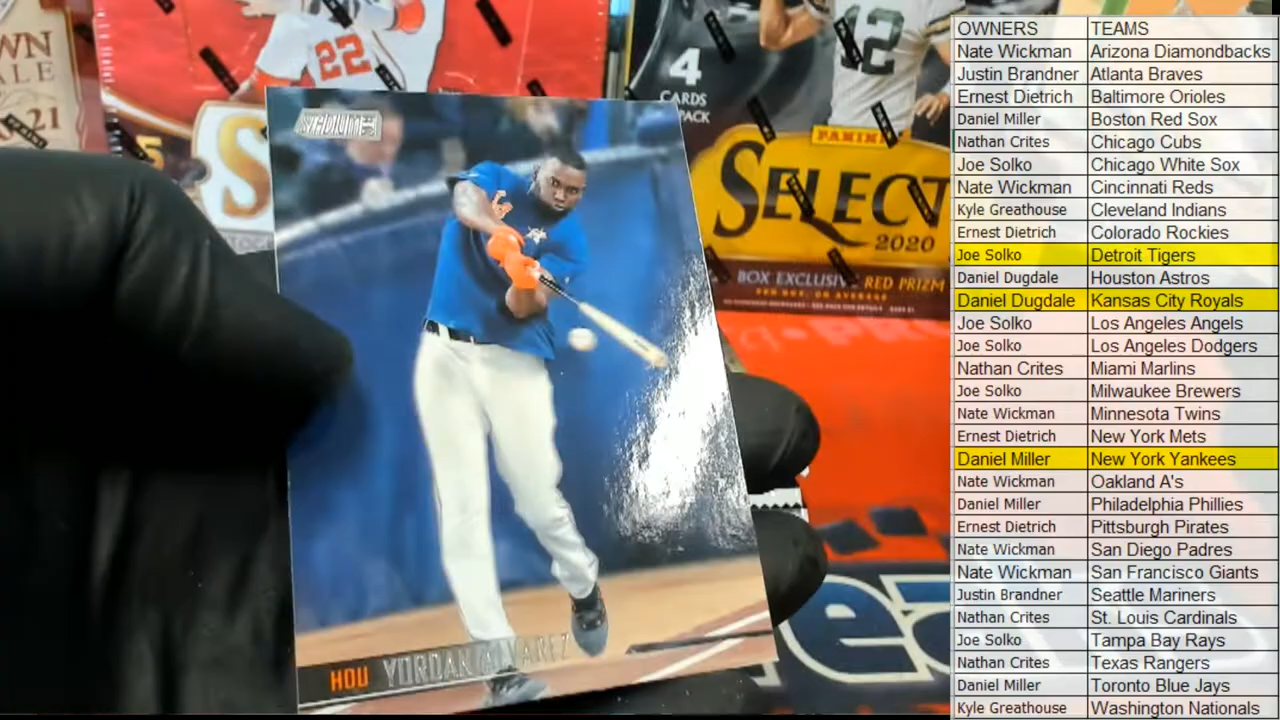 WN
ALE
21
22
5
S
STADIUM CLUB
HOU YORDAN ALVAREZ
12
4
CARDS
PACK
PANINI
SELECT
2020
BOX EXCLUSIVE RED PRIZM
OWNERS TEAMS
Nate Wickman Arizona Diamondbacks
Justin Brandner Atlanta Braves
Ernest Dietrich Baltimore Orioles
Daniel Miller Boston Red Sox
Nathan Crites Chicago Cubs
Joe Solko Chicago White Sox
Nate Wickman Cincinnati Reds
Kyle Greathouse Cleveland Indians
Ernest Dietrich Colorado Rockies
Joe Solko Detroit Tigers
Daniel Dugdale Houston Astros
Daniel Dugdale Kansas City Royals
Joe Solko Los Angeles Angels
Joe Solko Los Angeles Dodgers
Nathan Crites Miami Marlins
Joe Solko Milwaukee Brewers
Nate Wickman Minnesota Twins
Ernest Dietrich New York Mets
Daniel Miller New York Yankees
Nate Wickman Oakland A's
Daniel Miller Philadelphia Phillies
Ernest Dietrich Pittsburgh Pirates
Nate Wickman San Diego Padres
Nate Wickman San Francisco Giants
Justin Brandner Seattle Mariners
Nathan Crites St. Louis Cardinals
Joe Solko Tampa Bay Rays
Nathan Crites Texas Rangers
Daniel Miller Toronto Blue Jays
Kyle Greathouse Washington Nationals